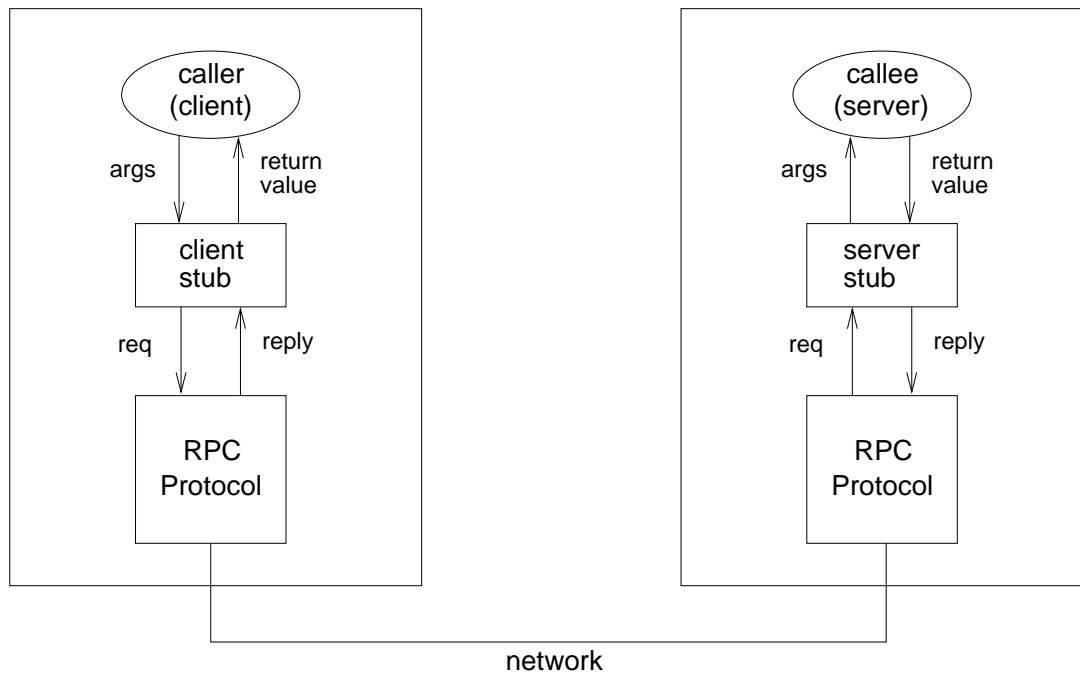 caller
(client)
args
return
value
client
stub
req
reply
RPC
Protocol
callee
(server)
args
return
value
server
stub
req
reply
RPC
Protocol
network